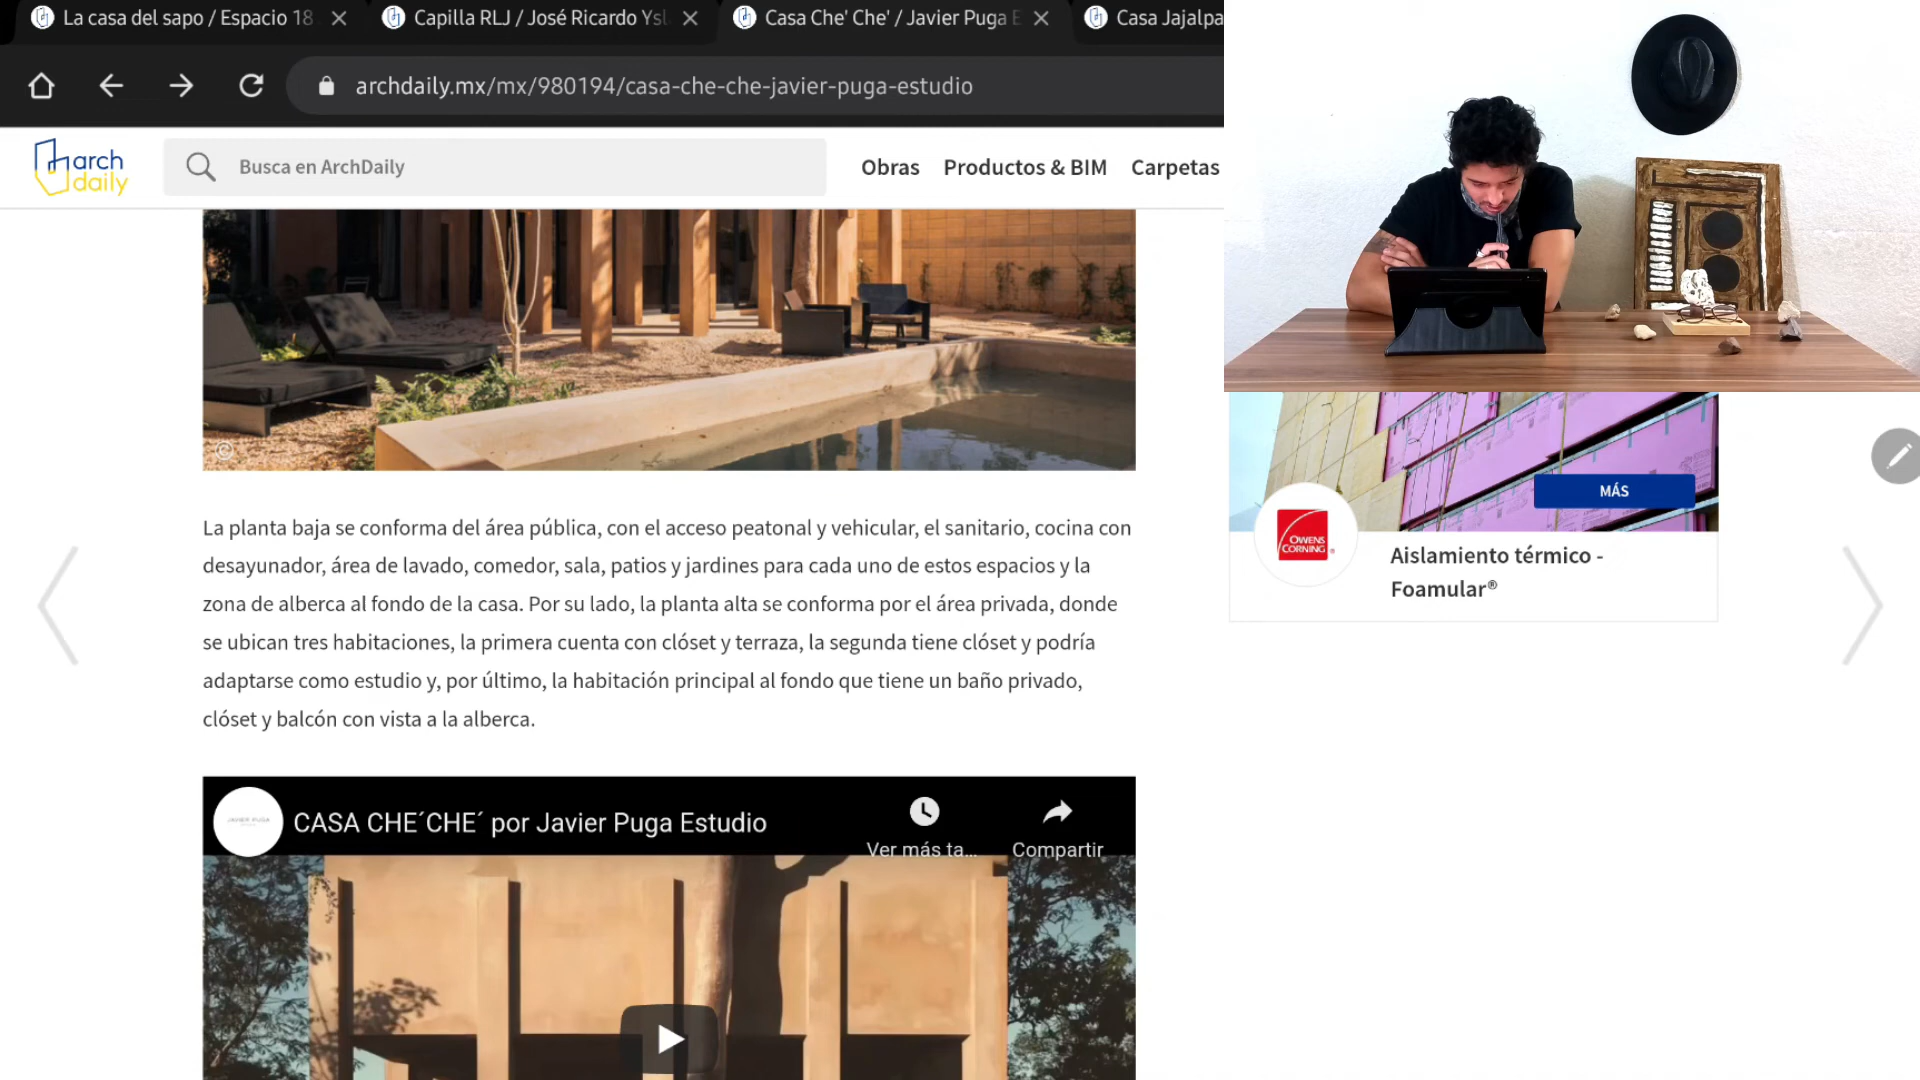 La casa del sapo / Espacio 18
Capilla RLJ / José Ricardo Ysl
Casa Che' Che' / Javier Puga E
Casa Jajalpa
archdaily.mx/mx/980194/casa-che-che-javier-puga-estudio
arch
daily
Busca en ArchDaily
Obras
Productos & BIM
Carpetas
©
La planta baja se conforma del área pública, con el acceso peatonal y vehicular, el sanitario, cocina con
desayunador, área de lavado, comedor, sala, patios y jardines para cada uno de estos espacios y la
zona de alberca al fondo de la casa. Por su lado, la planta alta se conforma por el área privada, donde
se ubican tres habitaciones, la primera cuenta con clóset y terraza, la segunda tiene clóset y podría
adaptarse como estudio y, por último, la habitación principal al fondo que tiene un baño privado,
clóset y balcón con vista a la alberca.
MÁS
OWENS
CORNING
Aislamiento térmico -
Foamular®
JAVIER PUGA
CASA CHE´CHE´ por Javier Puga Estudio
Ver más ta...
Compartir